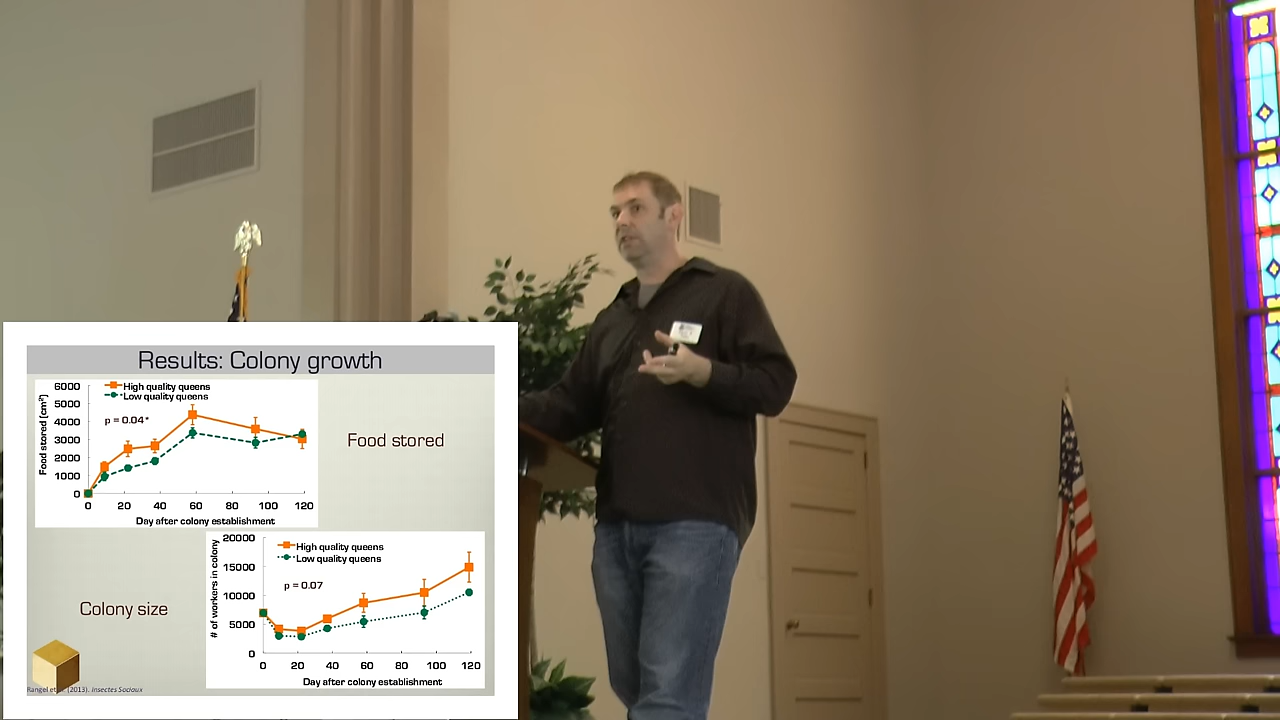 Results: Colony growth
6000
5000
4000
3000
2000
1000
0
Food stored (cm²)
High quality queens
Low quality queens
p = 0.04*
0 20 40 60 80 100 120
Day after colony establishment
Food stored
Colony size
20000
15000
10000
5000
0
# of workers in colony
High quality queens
Low quality queens
p = 0.07
0 20 40 60 80 100 120
Day after colony establishment
Rangel et (2013). Insectes Sociaux